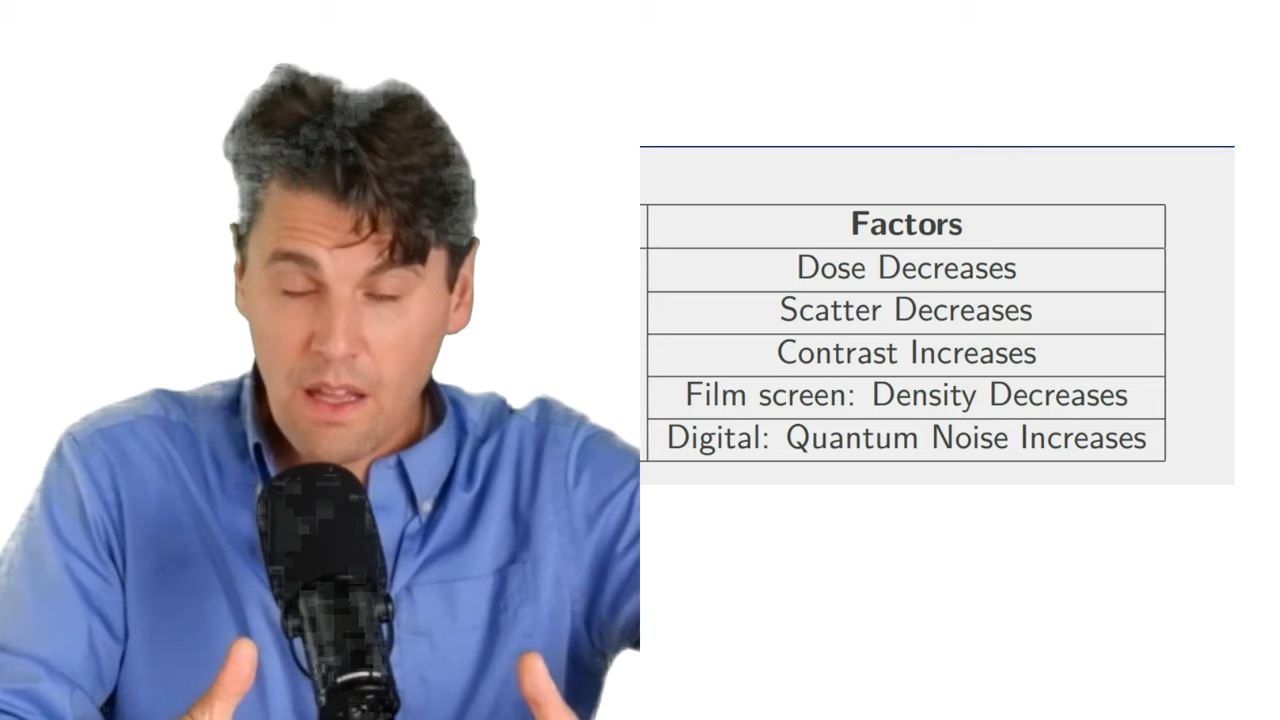 Factors
Dose Decreases
Scatter Decreases
Contrast Increases
Film screen: Density Decreases
Digital: Quantum Noise Increases